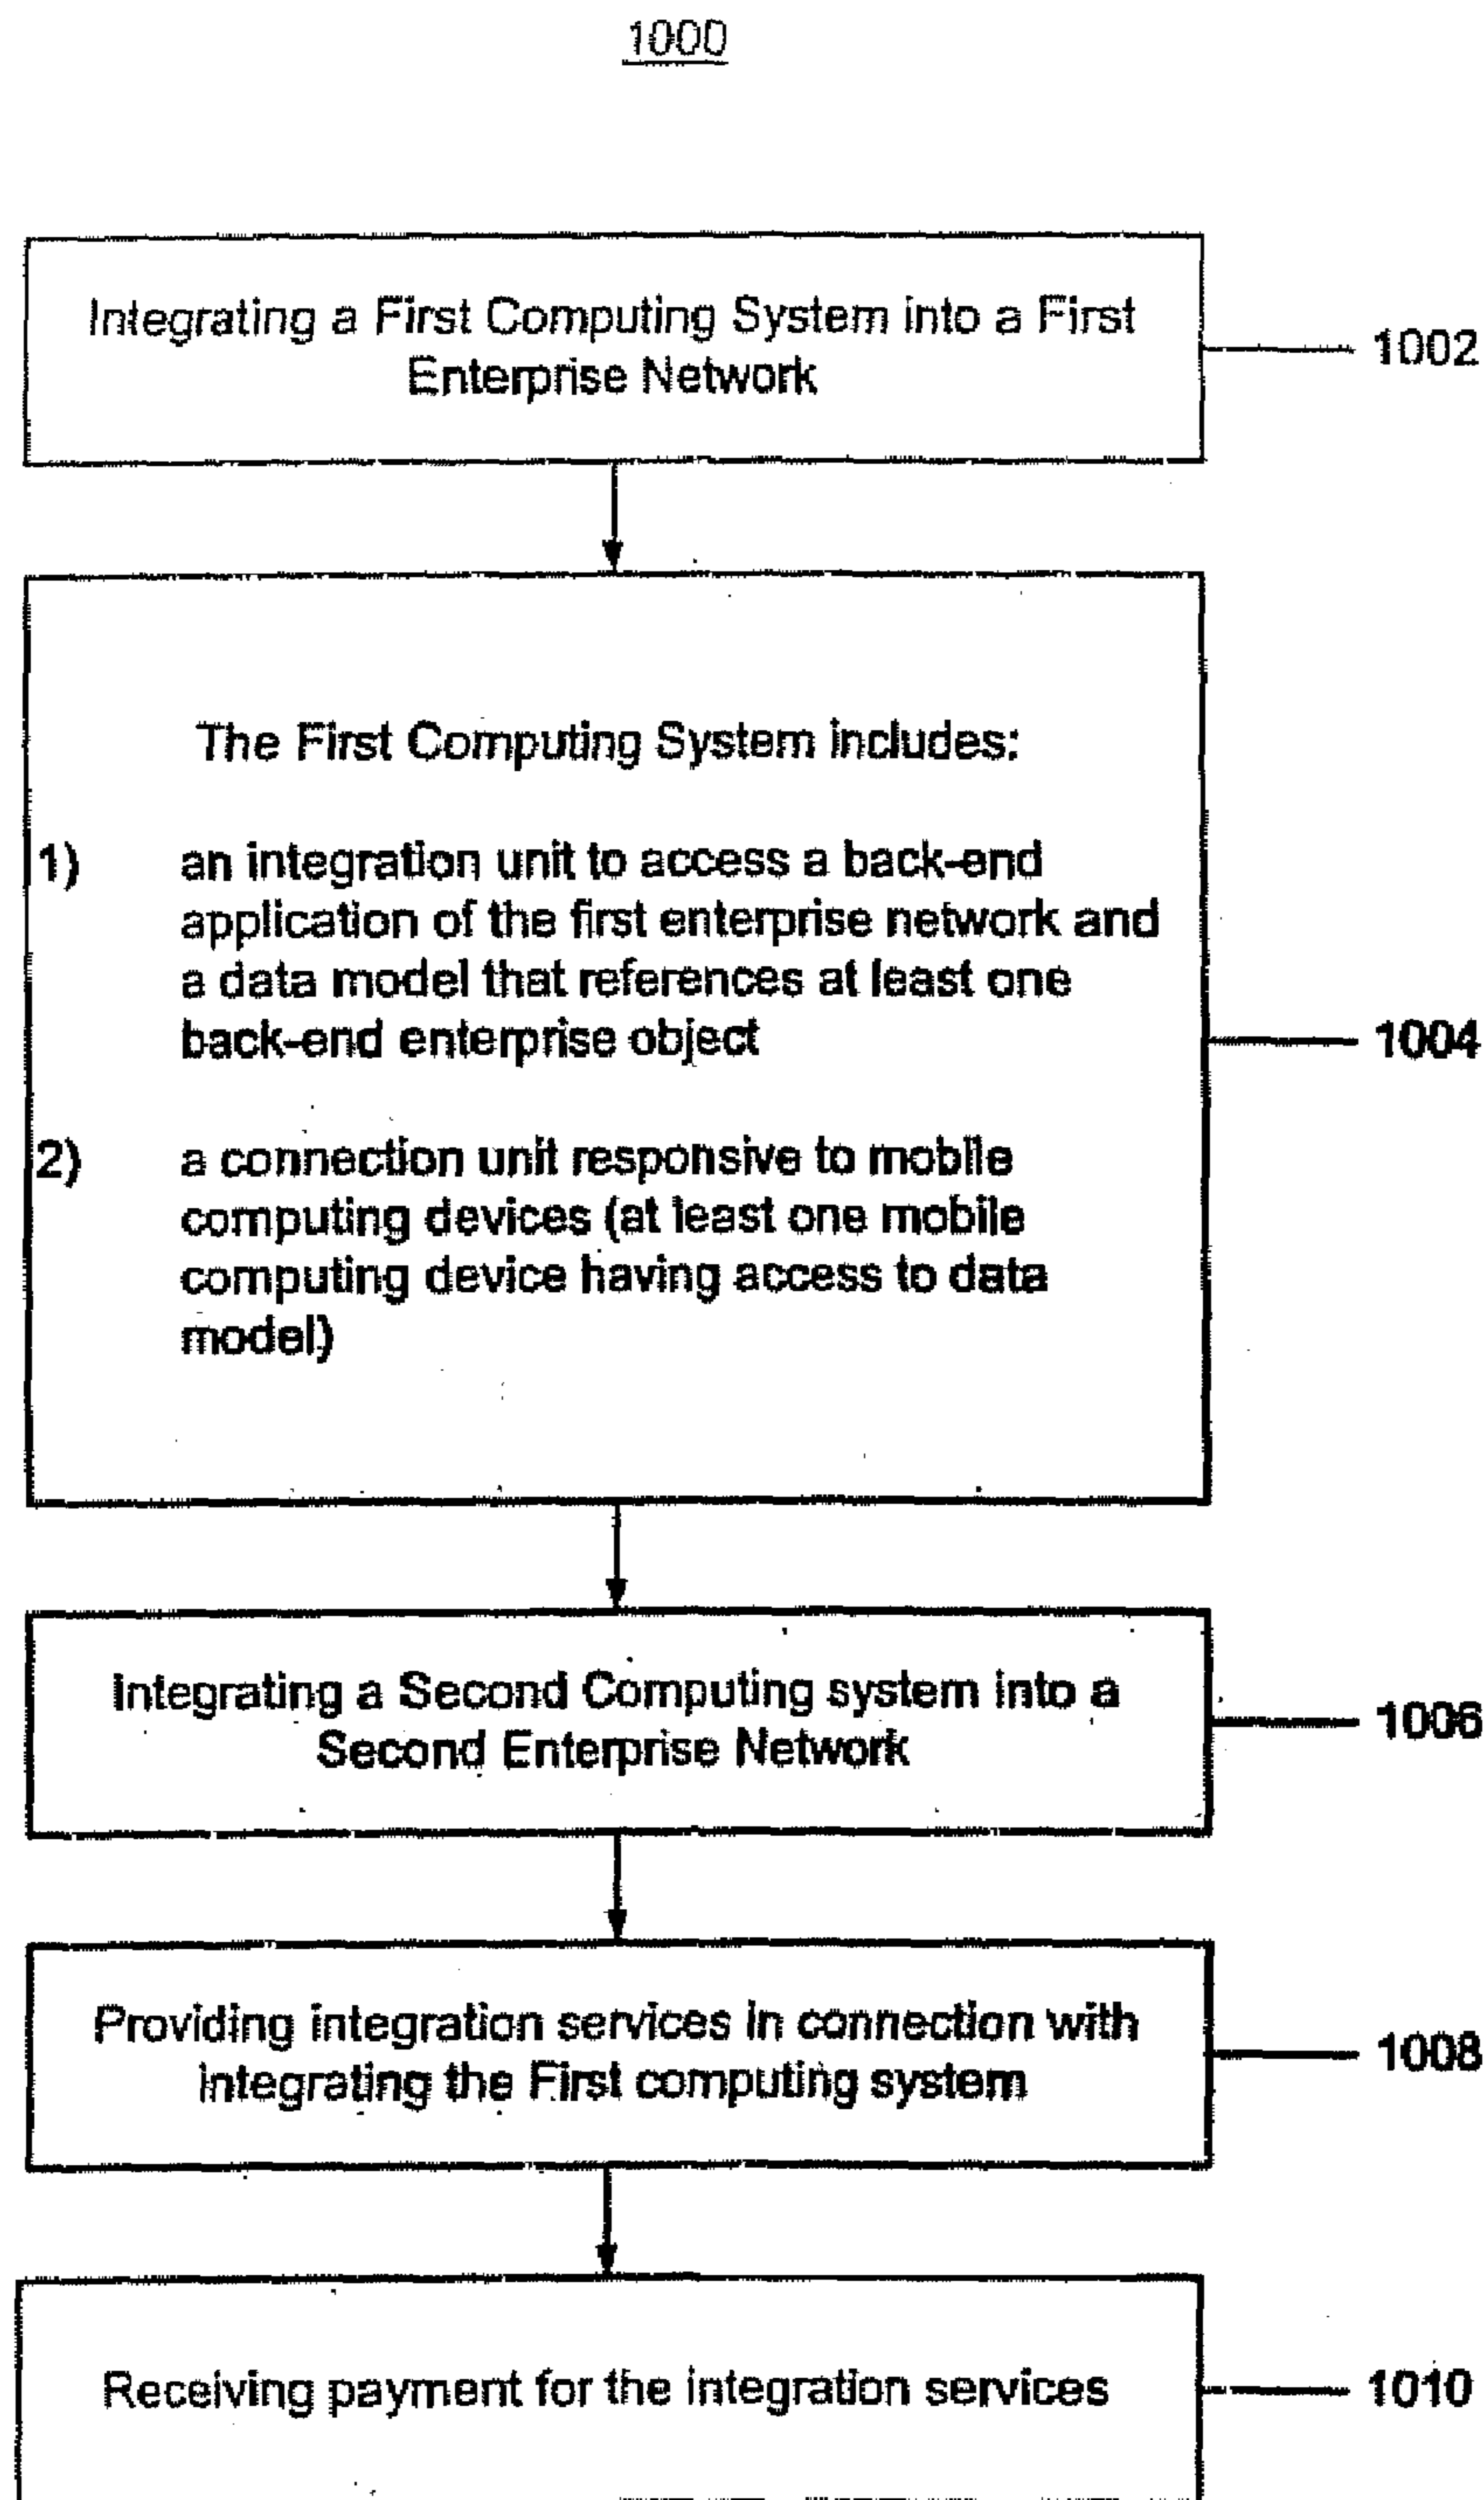 1000
Integrating a First Computing System into a First
Enterprise Network
1002
The First Computing System includes:
1) an integration unit to access a back-end
application of the first enterprise network and
a data model that references at least one
back-end enterprise object
1004
2) a connection unit responsive to mobile
computing devices (at least one mobile
computing device having access to data
model)
Integrating a Second Computing system into a
Second Enterprise Network
1006
Providing integration services in connection with
integrating the First computing system
1008
Receiving payment for the integration services
1010